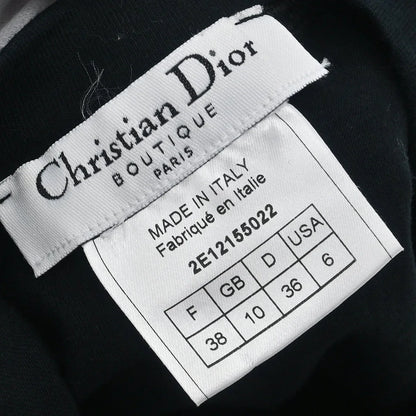 Christian Dior
BOUTIQUE
PARIS
MADE IN ITALY
Fabriqué en Italie
2E12155022
F GB D USA
38 10 36 6